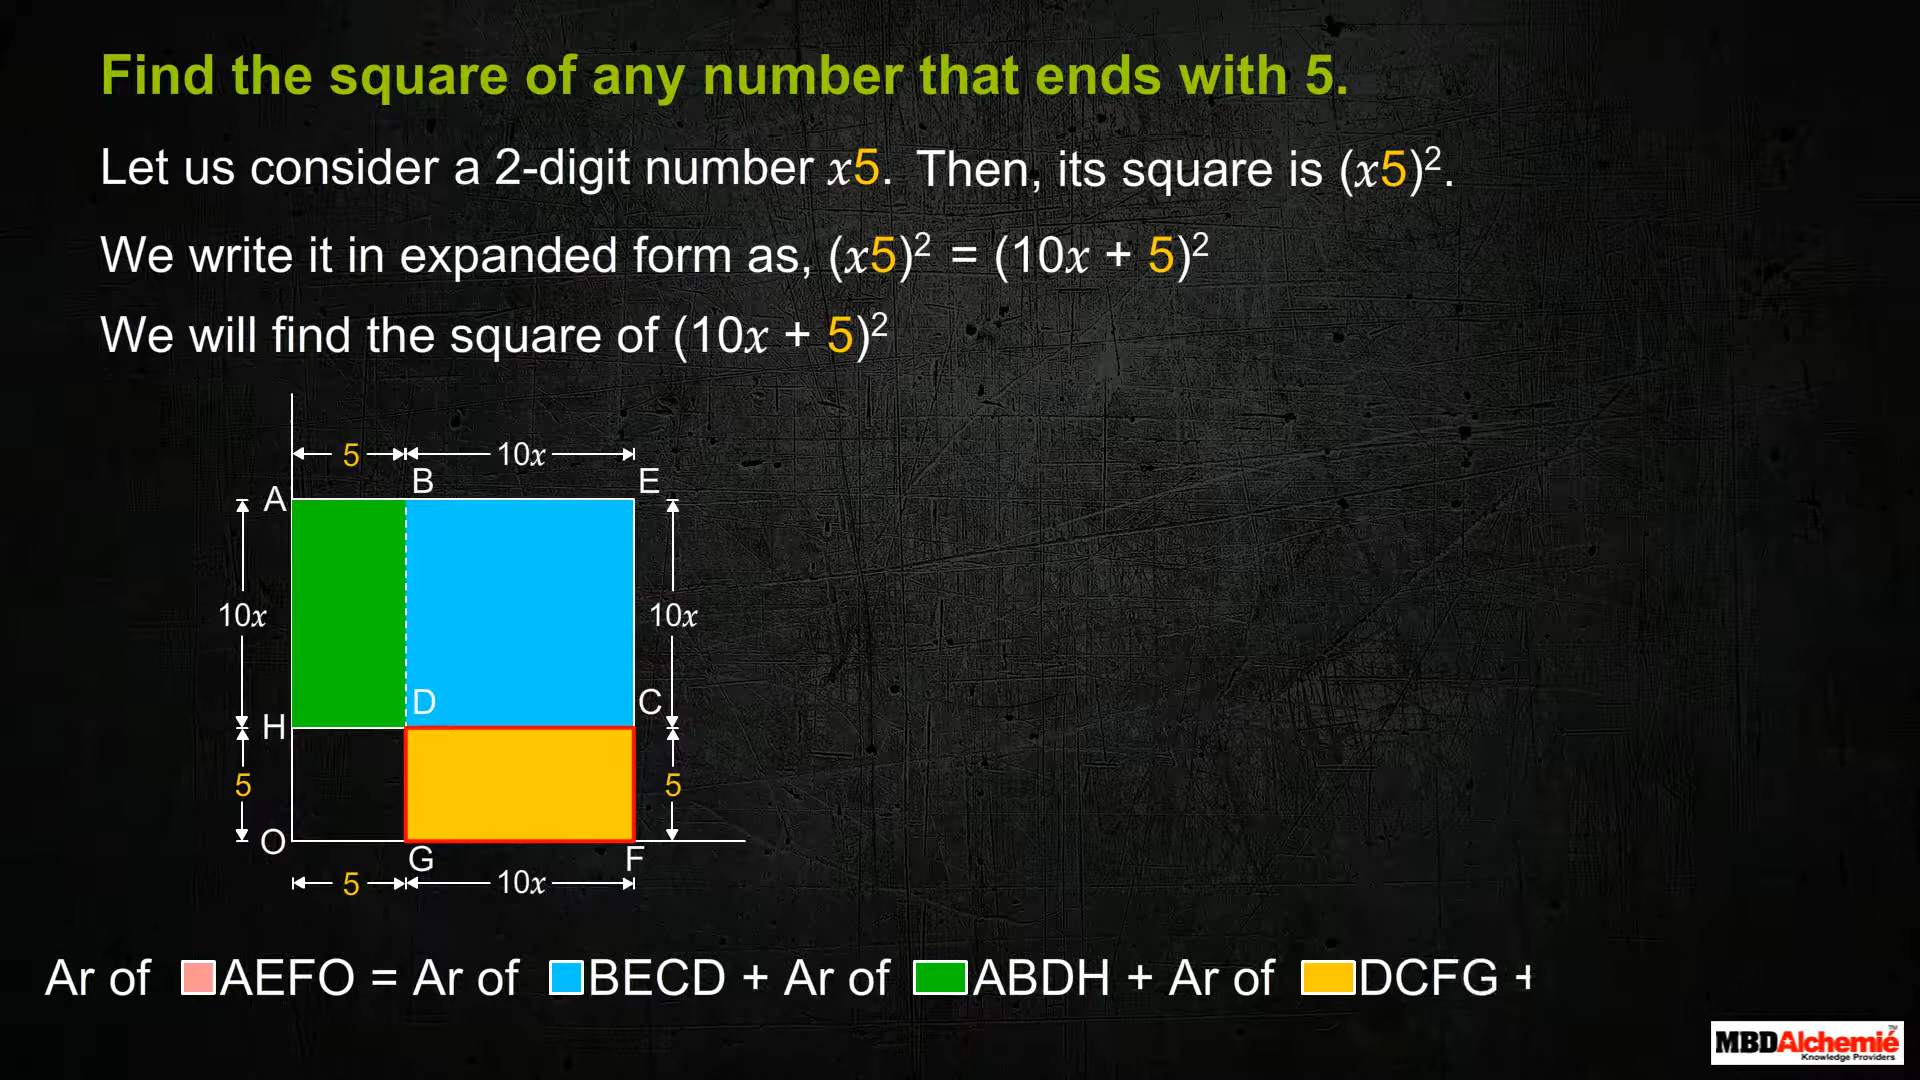 Find the square of any number that ends with 5.
Let us consider a 2-digit number x5. Then, its square is (x5)².
We write it in expanded form as, (x5)² = (10x + 5)²
We will find the square of (10x + 5)²
5 10x
B E
A
10x 10x
D C
H
5 5
O
G F
5 10x
Ar of AEFO = Ar of BECD + Ar of ABDH + Ar of DCFG +
MBDAlchemié™
Knowledge Providers